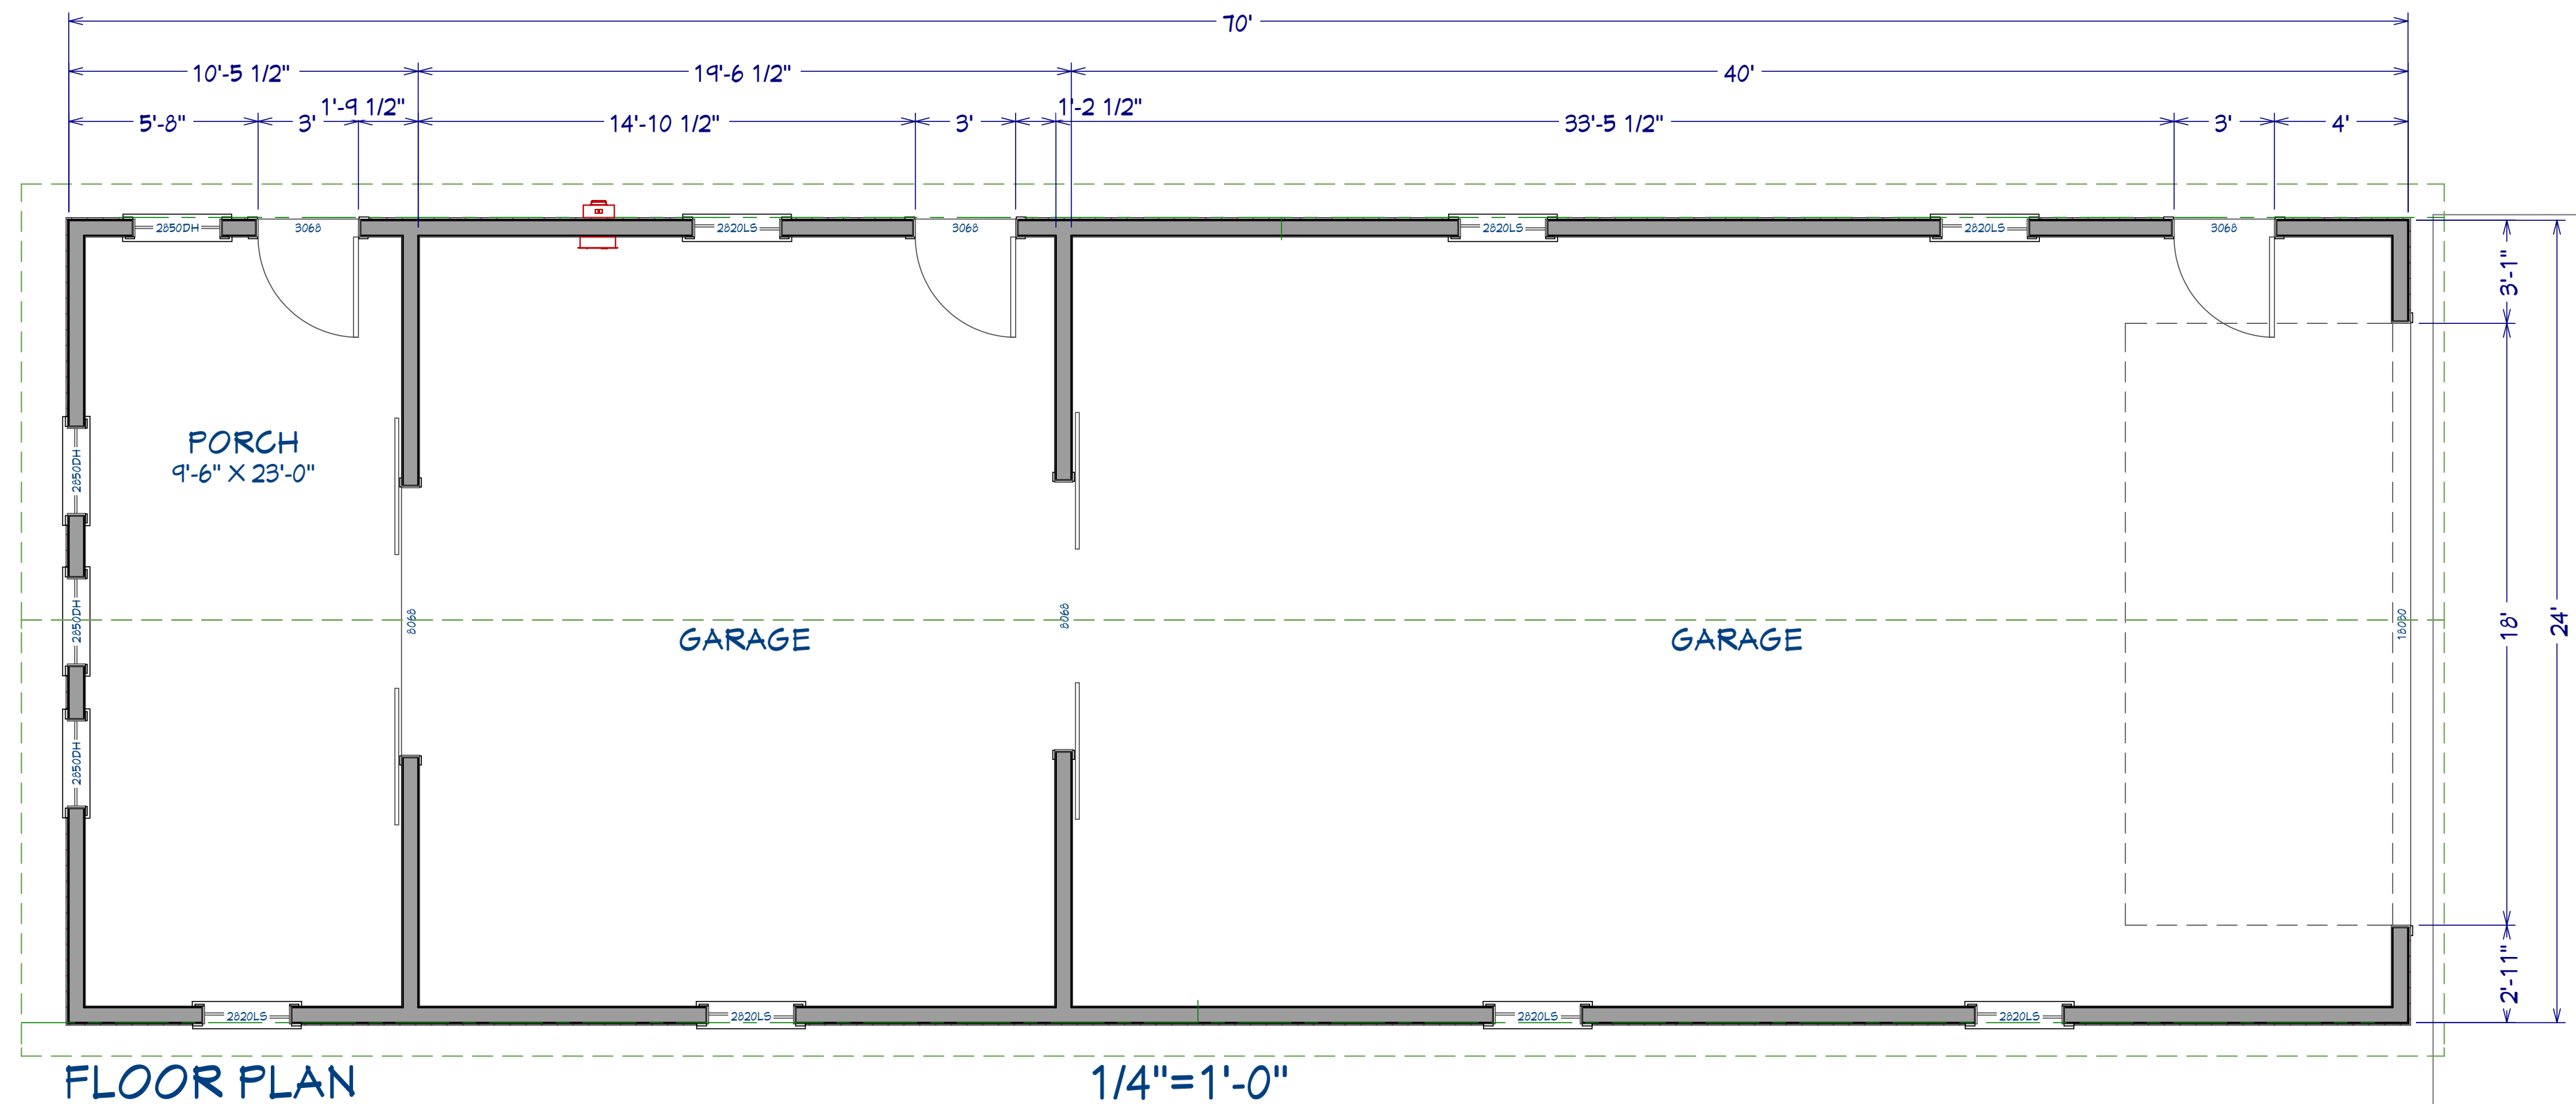 70'
10'-5 1/2"
19'-6 1/2"
40'
5'-8"
3'
1'-9 1/2"
14'-10 1/2"
3'
1'-2 1/2"
33'-5 1/2"
3'
4'
2850DH
3068
2820LS
3068
2820LS
2820LS
3068
3'-1"
PORCH
9'-6" X 23'-0"
2850DH
2850DH
2850DH
8068
GARAGE
8068
GARAGE
18080
18'
24'
2'-11"
2820LS
2820LS
2820LS
2820LS
FLOOR PLAN
1/4"=1'-0"